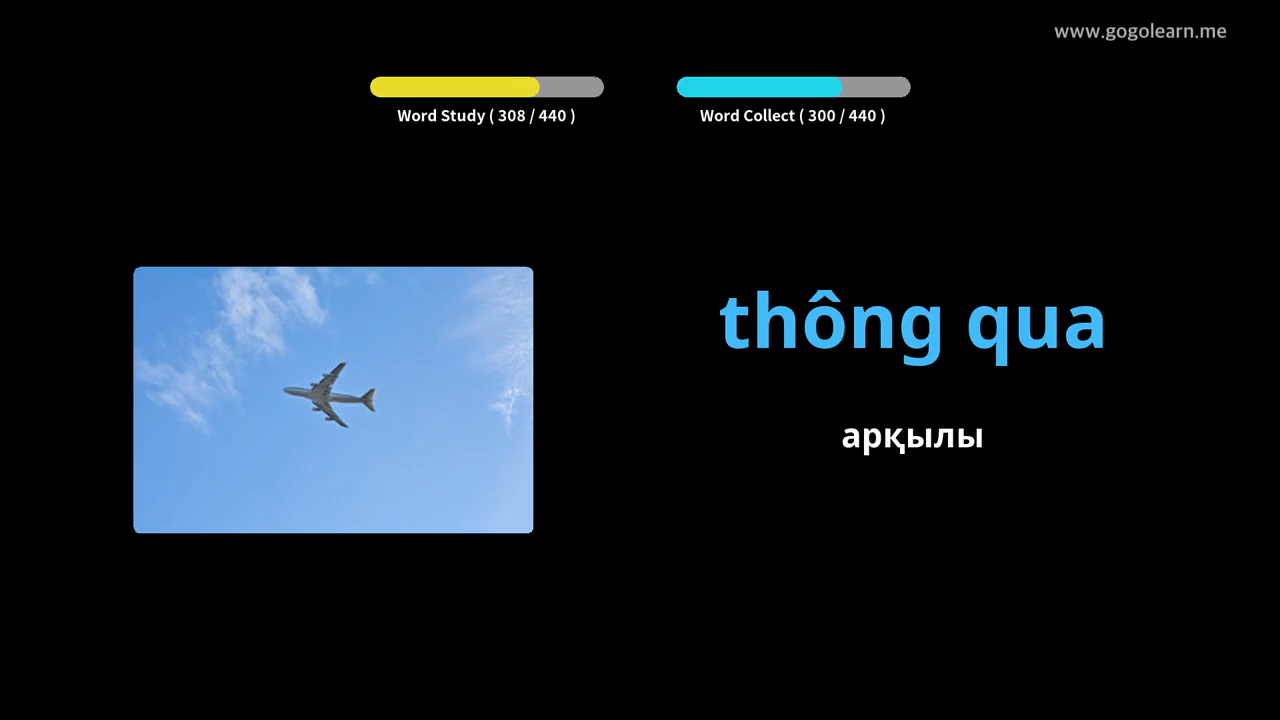 www.gogolearn.me
Word Study ( 308 / 440 )
Word Collect ( 300 / 440 )
thông qua
арқылы